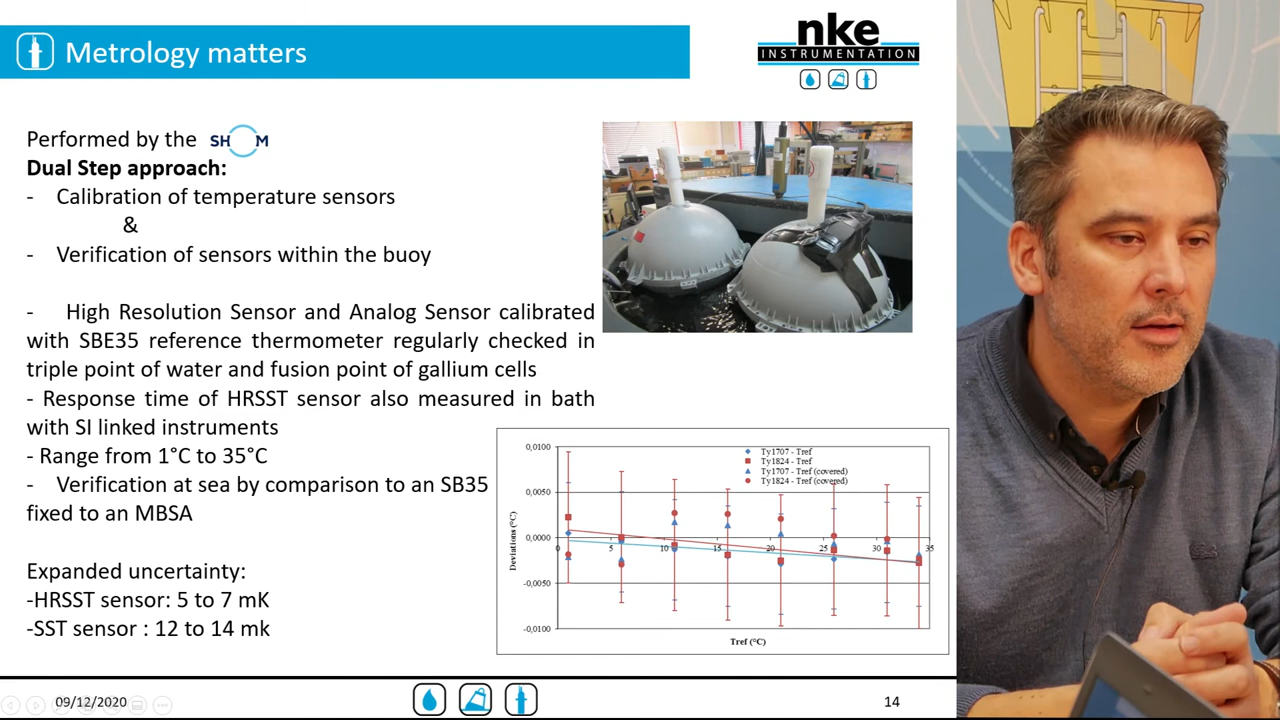 Metrology matters
nke
INSTRUMENTATION
Performed by the SHOM
Dual Step approach:
- Calibration of temperature sensors
&
- Verification of sensors within the buoy
- High Resolution Sensor and Analog Sensor calibrated
with SBE35 reference thermometer regularly checked in
triple point of water and fusion point of gallium cells
- Response time of HRSST sensor also measured in bath
with SI linked instruments
- Range from 1°C to 35°C
- Verification at sea by comparison to an SB35
fixed to an MBSA
Expanded uncertainty:
-HRSST sensor: 5 to 7 mK
-SST sensor : 12 to 14 mk
Ty1707 - Tref
Ty1824 - Tref
Ty1707 - Tref (covered)
Ty1824 - Tref (covered)
0,0100
0,0050
0,0000
-0,0050
-0,0100
Deviations (°C)
0 5 10 15 20 25 30 35
Tref (°C)
09/12/2020
14